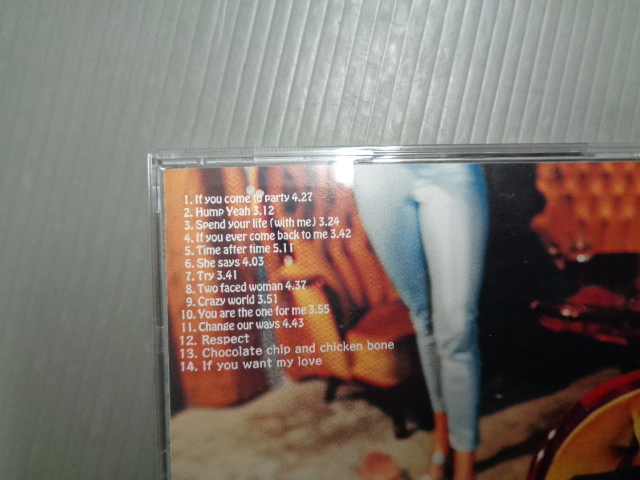 1. If you come to party 4.27
2. Hump Yeah 3.12
3. Spend your life (with me) 3.24
4. If you ever come back to me 3.42
5. Time after time 5.11
6. She says 4.03
7. Try 3.41
8. Two faced woman 4.37
9. Crazy world 3.51
10. You are the one for me 3.55
11. Change our ways 4.43
12. Respect
13. Chocolate chip and chicken bone
14. If you want my love